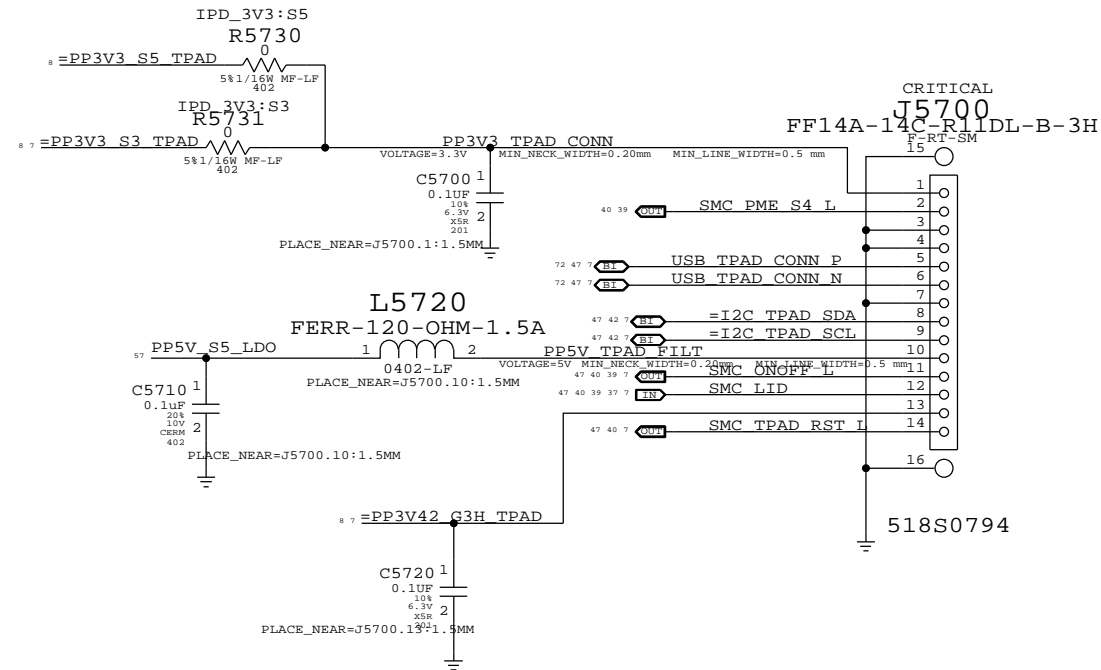 IPD_3V3:S5
R5730
0
8 =PP3V3_S5_TPAD
5% 1/16W MF-LF
402
IPD_3V3:S3
R5731
0
8 7 =PP3V3_S3_TPAD
5% 1/16W MF-LF
402
PP3V3_TPAD_CONN
VOLTAGE=3.3V MIN_NECK_WIDTH=0.20mm MIN_LINE_WIDTH=0.5 mm
C5700 1
0.1UF
10%
6.3V
X5R
201
2
PLACE_NEAR=J5700.1:1.5MM
CRITICAL
J5700
FF14A-14C-R11DL-B-3H
F-RT-SM
15
1
40 39 OUT SMC_PME_S4_L 2
3
4
72 47 7 BI USB_TPAD_CONN_P 5
72 47 7 BI USB_TPAD_CONN_N 6
7
47 42 7 BI =I2C_TPAD_SDA 8
47 42 7 BI =I2C_TPAD_SCL 9
L5720
FERR-120-OHM-1.5A
57 PP5V_S5_LDO 1 2 PP5V_TPAD_FILT 10
0402-LF
VOLTAGE=5V MIN_NECK_WIDTH=0.20mm MIN_LINE_WIDTH=0.5 mm
PLACE_NEAR=J5700.10:1.5MM
47 40 39 7 OUT SMC_ONOFF_L 11
47 40 39 37 7 IN SMC_LID 12
13
47 40 7 OUT SMC_TPAD_RST_L 14
16
518S0794
C5710 1
0.1uF
20%
10V
CERM
402
2
PLACE_NEAR=J5700.10:1.5MM
8 7 =PP3V42_G3H_TPAD
C5720 1
0.1UF
10%
6.3V
X5R
201
2
PLACE_NEAR=J5700.13:1.5MM